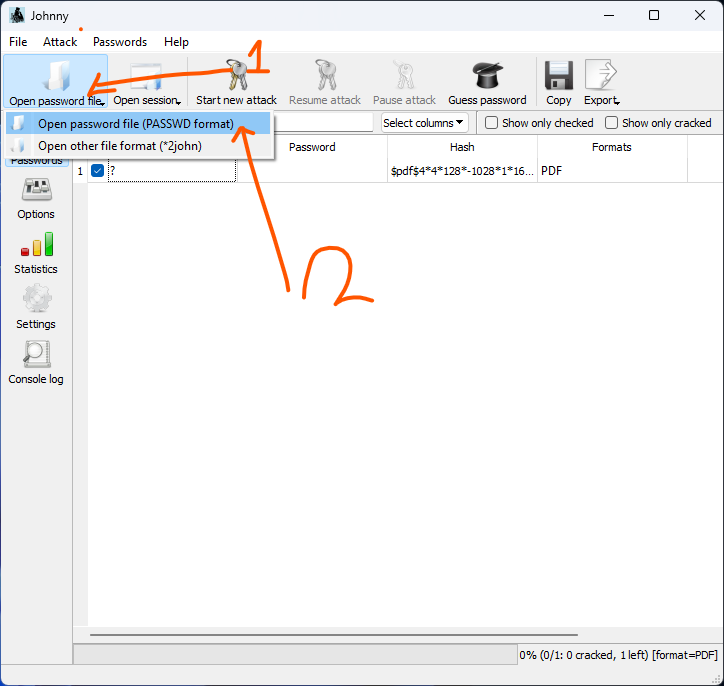 Johnny
File Attack Passwords Help
1
Open password file Open session Start new attack Resume attack Pause attack Guess password Copy Export
Open password file (PASSWD format) Select columns Show only checked Show only cracked
Open other file format (*2john)
Password Hash Formats
Passwords
1 ? $pdf$4*4*128*-1028*1*16... PDF
Options
2
Statistics
Settings
Console log
0% (0/1: 0 cracked, 1 left) [format=PDF]